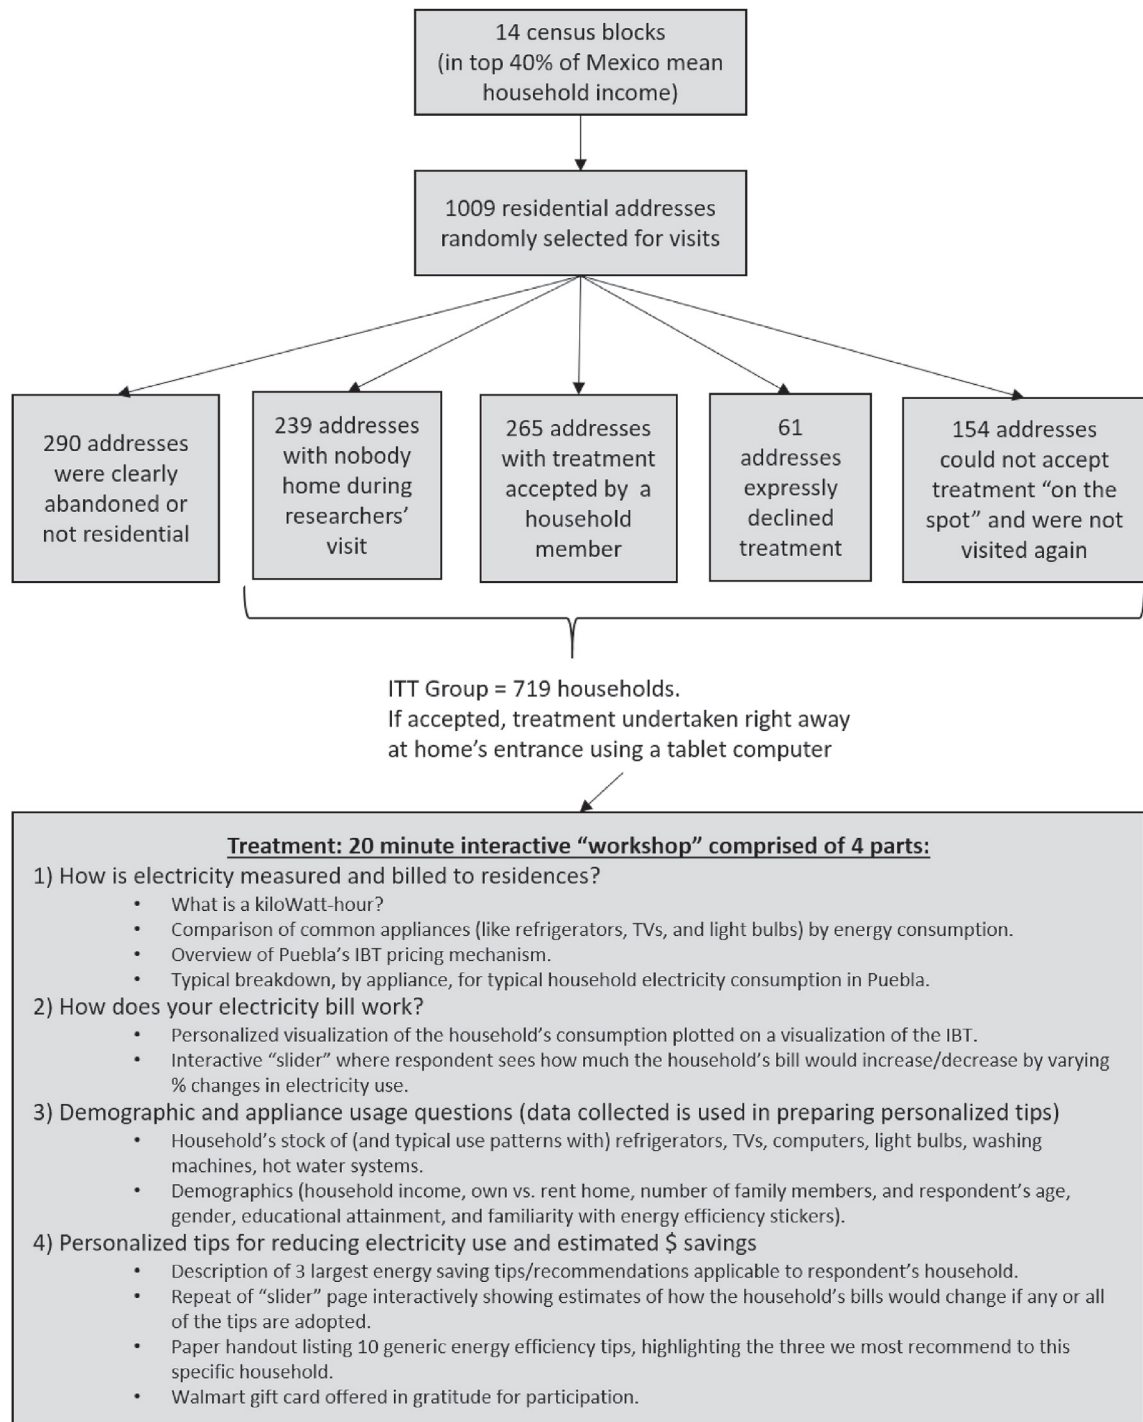 14 census blocks
(in top 40% of Mexico mean
household income)
1009 residential addresses
randomly selected for visits
290 addresses
were clearly
abandoned or
not residential
239 addresses
with nobody
home during
researchers’
visit
265 addresses
with treatment
accepted by a
household
member
61
addresses
expressly
declined
treatment
154 addresses
could not accept
treatment “on the
spot” and were not
visited again
ITT Group = 719 households.
If accepted, treatment undertaken right away
at home’s entrance using a tablet computer
Treatment: 20 minute interactive “workshop” comprised of 4 parts:
1) How is electricity measured and billed to residences?
• What is a kiloWatt-hour?
• Comparison of common appliances (like refrigerators, TVs, and light bulbs) by energy consumption.
• Overview of Puebla’s IBT pricing mechanism.
• Typical breakdown, by appliance, for typical household electricity consumption in Puebla.
2) How does your electricity bill work?
• Personalized visualization of the household’s consumption plotted on a visualization of the IBT.
• Interactive “slider” where respondent sees how much the household’s bill would increase/decrease by varying
% changes in electricity use.
3) Demographic and appliance usage questions (data collected is used in preparing personalized tips)
• Household’s stock of (and typical use patterns with) refrigerators, TVs, computers, light bulbs, washing
machines, hot water systems.
• Demographics (household income, own vs. rent home, number of family members, and respondent’s age,
gender, educational attainment, and familiarity with energy efficiency stickers).
4) Personalized tips for reducing electricity use and estimated $ savings
• Description of 3 largest energy saving tips/recommendations applicable to respondent’s household.
• Repeat of “slider” page interactively showing estimates of how the household’s bills would change if any or all
of the tips are adopted.
• Paper handout listing 10 generic energy efficiency tips, highlighting the three we most recommend to this
specific household.
• Walmart gift card offered in gratitude for participation.